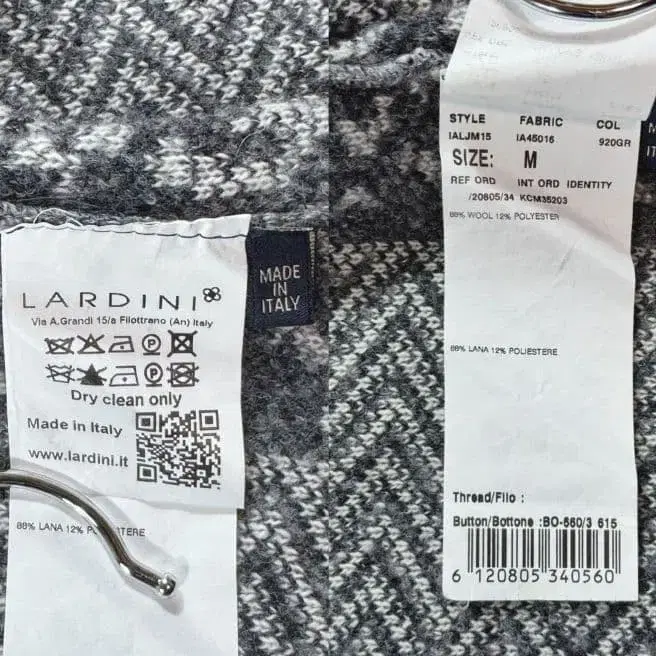 LARDINI
Via A.Grandi 15/a Filottrano (An) Italy
Dry clean only
Made in Italy
www.lardini.it
88% LANA 12% P TERE
MADE
IN
ITALY
STYLE FABRIC COL
IALJM15 IA45016 920GR
SIZE: M
REF ORD INT ORD IDENTITY
/20805/34 KCM35203
88% WOOL 12% POLYESTER
88% LANA 12% POLIESTERE
Thread/Filo :
Button/Bottone :BO-560/3 615
6 120805 340560